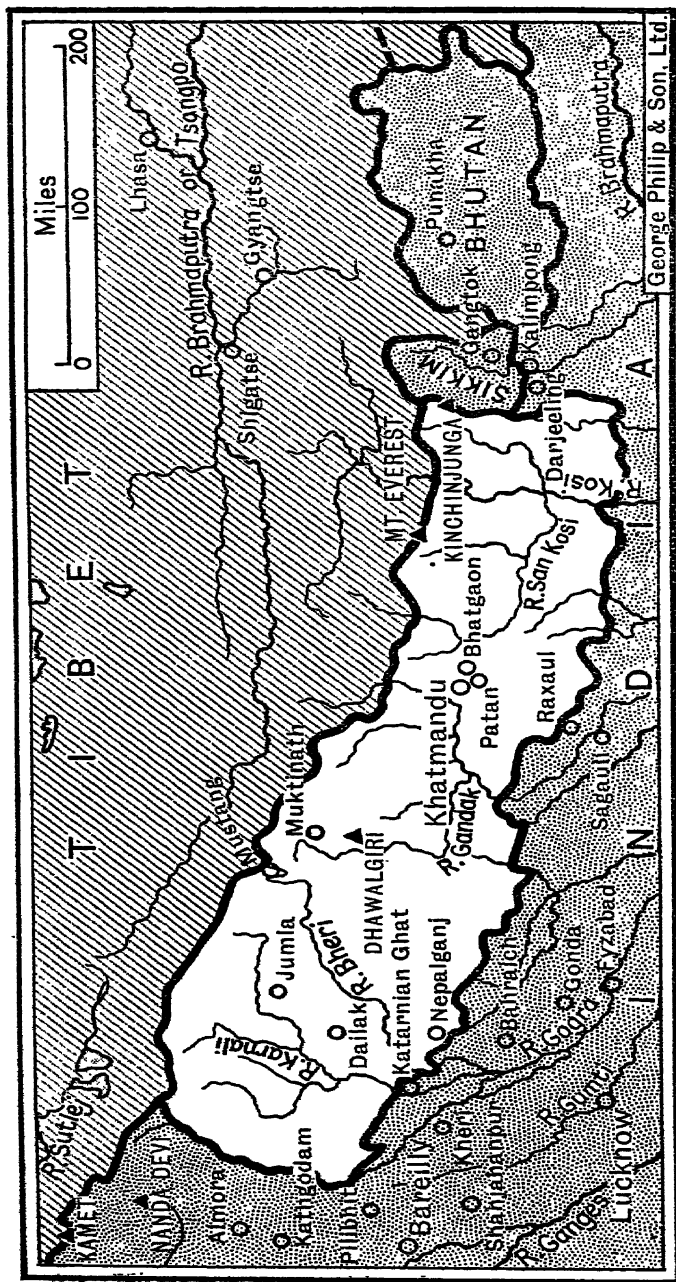 Miles
0 100 200
T I B E T
Lhasa
R. Brahmaputra or Tsangpo
Gyangtse
Shigatse
R. Sutlej
KAMET
NANDA DEVI
Almora
Kathgodam
Pilibhit
Bareilly
Kheri
Shahjahanpur
R. Ganges
Lucknow
R. Gumti
R. Gogra
Fyzabad
Gonda
Bahraich
Nepalganj
Katarnian Ghat
Dailak
R. Bheri
R. Karnali
Jumla
Mustang
Muktinath
DHAWALGIRI
R. Gandak
Khatmandu
Patan
Bhatgaon
Raxaul
Sagauli
R. San Kosi
R. Kosi
MT. EVEREST
KINCHINJUNGA
Darjeeling
SIKKIM
Gangtok
Kalimpong
Punakha
BHUTAN
R. Brahmaputra
I N D I A
George Philip & Son, Ltd.